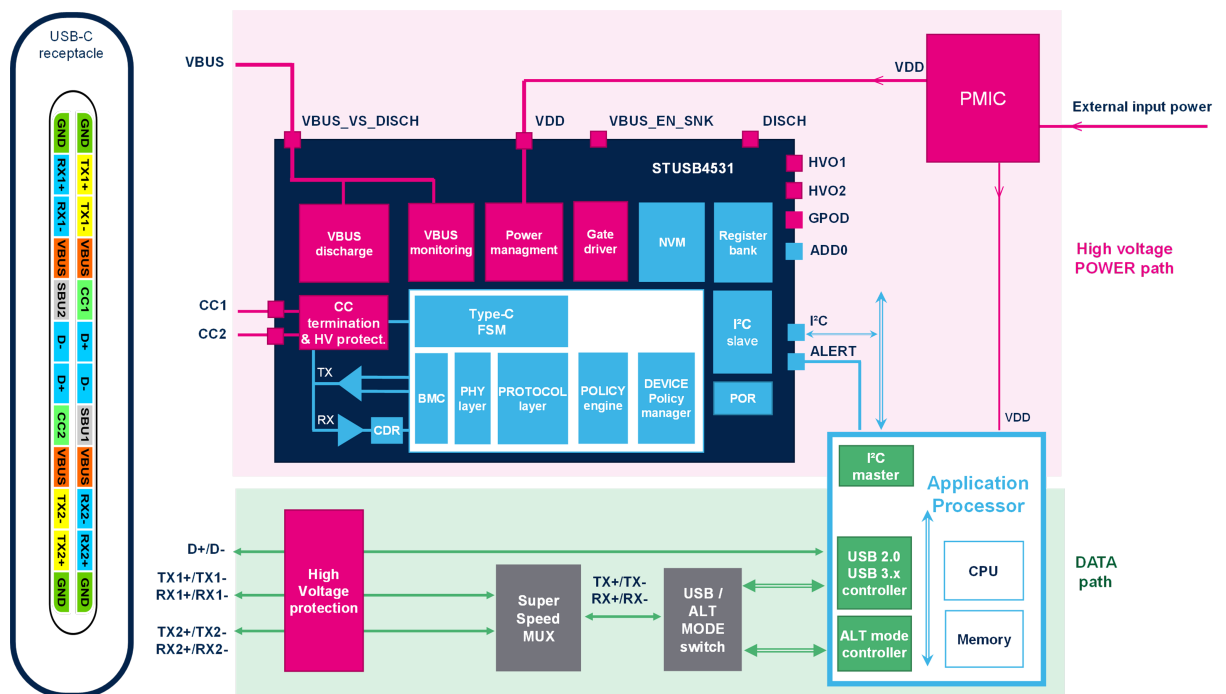 USB-C
receptacle
GND
RX1+
RX1-
VBUS
SBU2
D-
D+
CC2
VBUS
TX2-
TX2+
GND
GND
TX1+
TX1-
VBUS
CC1
D+
D-
SBU1
VBUS
RX2-
RX2+
GND
VBUS
VDD
PMIC
External input power
VBUS_VS_DISCH
VDD
VBUS_EN_SNK
DISCH
STUSB4531
HVO1
HVO2
GPOD
ADD0
VBUS
discharge
VBUS
monitoring
Power
managment
Gate
driver
NVM
Register
bank
High voltage
POWER path
CC1
CC2
CC
termination
& HV protect.
Type-C
FSM
I²C
slave
I²C
ALERT
TX
RX
CDR
BMC
PHY
layer
PROTOCOL
layer
POLICY
engine
DEVICE
Policy
manager
POR
VDD
I²C
master
Application
Processor
D+/D-
TX1+/TX1-
RX1+/RX1-
TX2+/TX2-
RX2+/RX2-
High
Voltage
protection
Super
Speed
MUX
TX+/TX-
RX+/RX-
USB /
ALT
MODE
switch
USB 2.0
USB 3.x
controller
ALT mode
controller
CPU
Memory
DATA
path